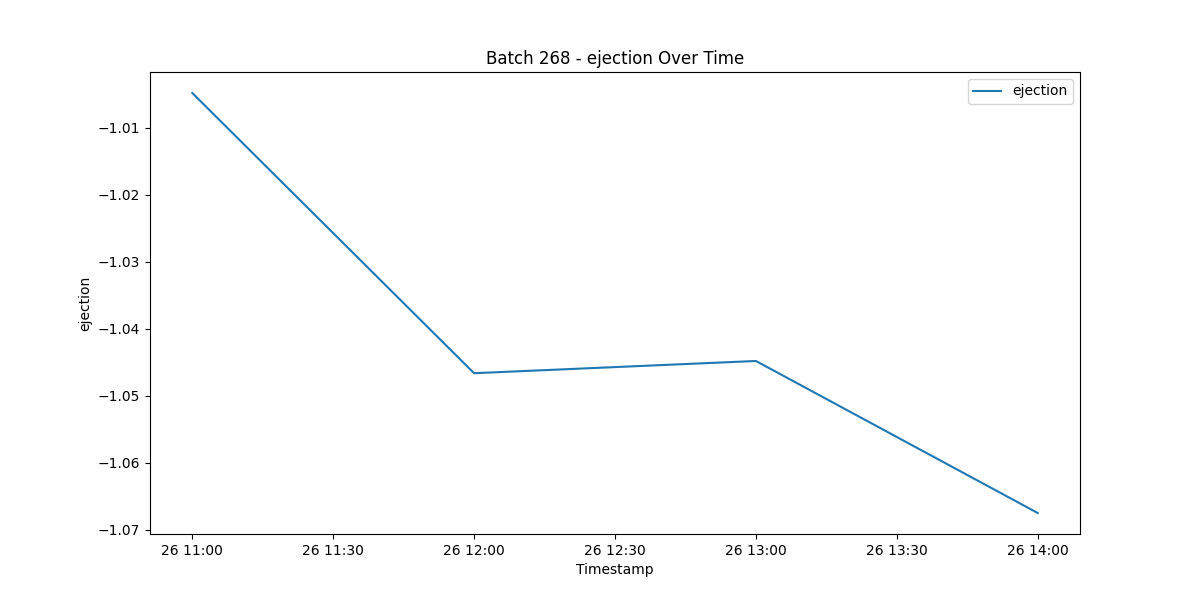 Batch 268 - ejection Over Time
ejection
−1.01
−1.02
−1.03
−1.04
−1.05
−1.06
−1.07
ejection
26 11:00 26 11:30 26 12:00 26 12:30 26 13:00 26 13:30 26 14:00
Timestamp